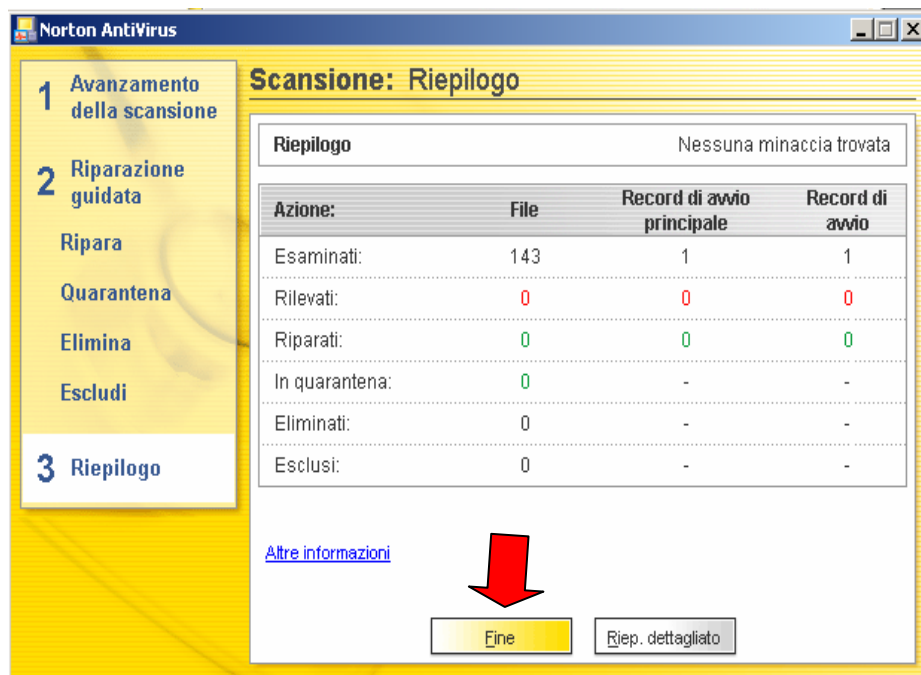 Norton AntiVirus
1 Avanzamento
della scansione
2 Riparazione
guidata
Ripara
Quarantena
Elimina
Escludi
3 Riepilogo
Scansione: Riepilogo
Riepilogo Nessuna minaccia trovata
Azione: File Record di avvio principale Record di avvio
Esaminati: 143 1 1
Rilevati: 0 0 0
Riparati: 0 0 0
In quarantena: 0 - -
Eliminati: 0 - -
Esclusi: 0 - -
Altre informazioni
Fine Riep. dettagliato